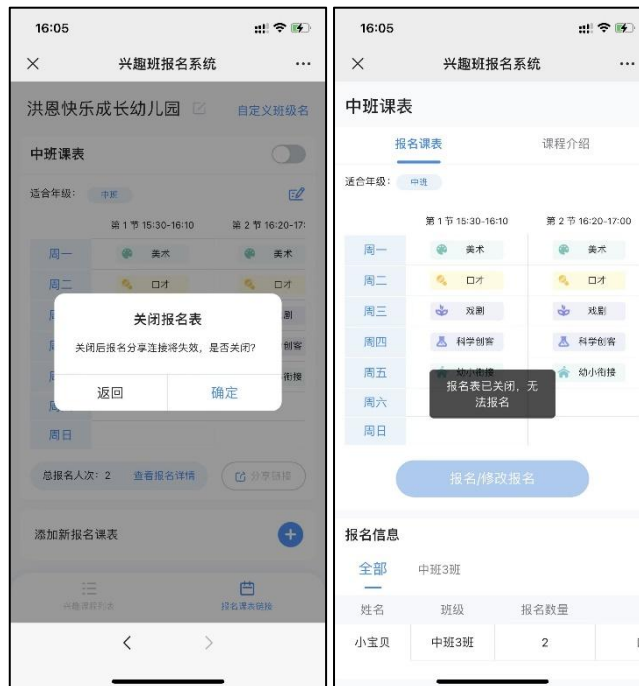 16:05
兴趣班报名系统
洪恩快乐成长幼儿园 自定义班级名
中班课表
适合年级： 中班
第 1 节 15:30-16:10 第 2 节 16:20-17:
周一 美术 美术
周二 口才 口才
剧
创客
衔接
关闭报名表
关闭后报名分享连接将失效，是否关闭？
返回 确定
周日
总报名人次：2 查看报名详情 分享链接
添加新报名课表
兴趣课程列表 报名课表链接
16:05
兴趣班报名系统
中班课表
报名课表 课程介绍
适合年级： 中班
第 1 节 15:30-16:10 第 2 节 16:20-17:00
周一 美术 美术
周二 口才 口才
周三 戏剧 戏剧
周四 科学创客 科学创客
周五 幼小衔接 幼小衔接
周六
周日
报名表已关闭，无
法报名
报名/修改报名
报名信息
全部 中班3班
姓名 班级 报名数量
小宝贝 中班3班 2